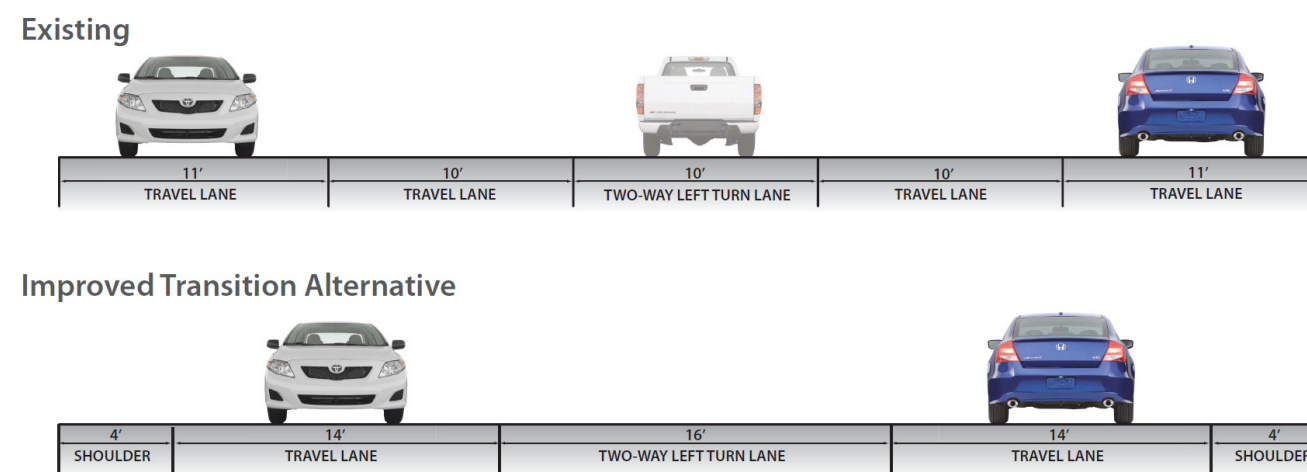 Existing
11′ 10′ 10′ 10′ 11′
TRAVEL LANE TRAVEL LANE TWO-WAY LEFT TURN LANE TRAVEL LANE TRAVEL LANE
Improved Transition Alternative
4′ 14′ 16′ 14′ 4′
SHOULDER TRAVEL LANE TWO-WAY LEFT TURN LANE TRAVEL LANE SHOULDER